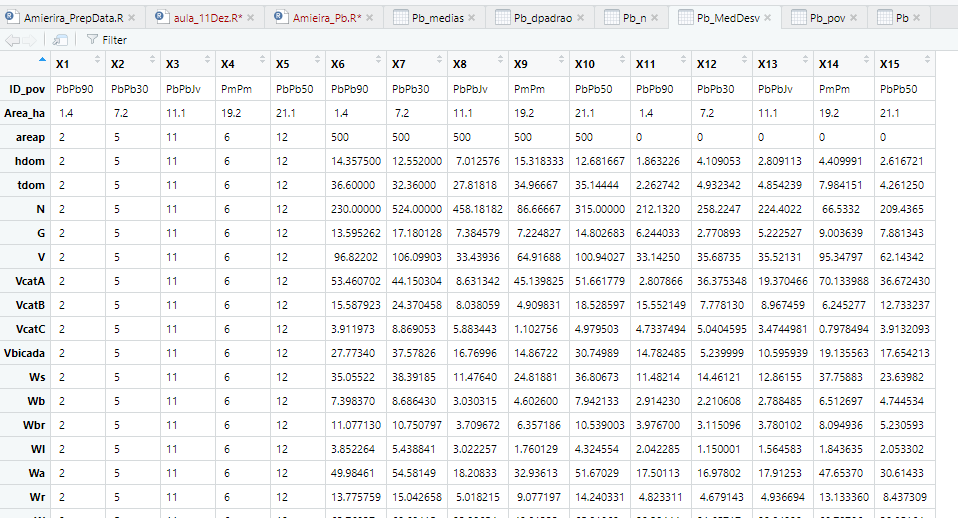 Amierira_PrepData.R aula_11Dez.R* Amieira_Pb.R* Pb_medias Pb_dpadrao Pb_n Pb_MedDesv Pb_pov Pb
Filter
X1 X2 X3 X4 X5 X6 X7 X8 X9 X10 X11 X12 X13 X14 X15
ID_pov PbPb90 PbPb30 PbPbJv PmPm PbPb50 PbPb90 PbPb30 PbPbJv PmPm PbPb50 PbPb90 PbPb30 PbPbJv PmPm PbPb50
Area_ha 1.4 7.2 11.1 19.2 21.1 1.4 7.2 11.1 19.2 21.1 1.4 7.2 11.1 19.2 21.1
areap 2 5 11 6 12 500 500 500 500 500 0 0 0 0 0
hdom 2 5 11 6 12 14.357500 12.552000 7.012576 15.318333 12.681667 1.863226 4.109053 2.809113 4.409991 2.616721
tdom 2 5 11 6 12 36.60000 32.36000 27.81818 34.96667 35.14444 2.262742 4.932342 4.854239 7.984151 4.261250
N 2 5 11 6 12 230.00000 524.00000 458.18182 86.66667 315.00000 212.1320 258.2247 224.4022 66.5332 209.4365
G 2 5 11 6 12 13.595262 17.180128 7.384579 7.224827 14.802683 6.244033 2.770893 5.222527 9.003639 7.881343
V 2 5 11 6 12 96.82202 106.09903 33.43936 64.91688 100.94027 33.14250 35.68735 35.52131 95.34797 62.14342
VcatA 2 5 11 6 12 53.460702 44.150304 8.631342 45.139825 51.661779 2.807866 36.375348 19.370466 70.133988 36.672430
VcatB 2 5 11 6 12 15.587923 24.370458 8.038059 4.909831 18.528597 15.552149 7.778130 8.967459 6.245277 12.733237
VcatC 2 5 11 6 12 3.911973 8.869053 5.883443 1.102756 4.979503 4.7337494 5.0404595 3.4744981 0.7978494 3.9132093
Vbicada 2 5 11 6 12 27.77340 37.57826 16.76996 14.86722 30.74989 14.782485 5.239999 10.595939 19.135563 17.654213
Ws 2 5 11 6 12 35.05522 38.39185 11.47640 24.81881 36.80673 11.48214 14.46121 12.86155 37.75883 23.63982
Wb 2 5 11 6 12 7.398370 8.686430 3.030315 4.602600 7.942133 2.914230 2.210608 2.788485 6.512697 4.744534
Wbr 2 5 11 6 12 11.077130 10.750797 3.709672 6.357186 10.539003 3.976700 3.115096 3.780102 8.094936 5.230593
Wl 2 5 11 6 12 3.852264 5.438841 3.022257 1.760129 4.324554 2.042285 1.150001 1.564583 1.843635 2.053302
Wa 2 5 11 6 12 49.98461 54.58149 18.20833 32.93613 51.67029 17.50113 16.97802 17.91253 47.65370 30.61433
Wr 2 5 11 6 12 13.775759 15.042658 5.018215 9.077197 14.240331 4.823311 4.679143 4.936694 13.133360 8.437309